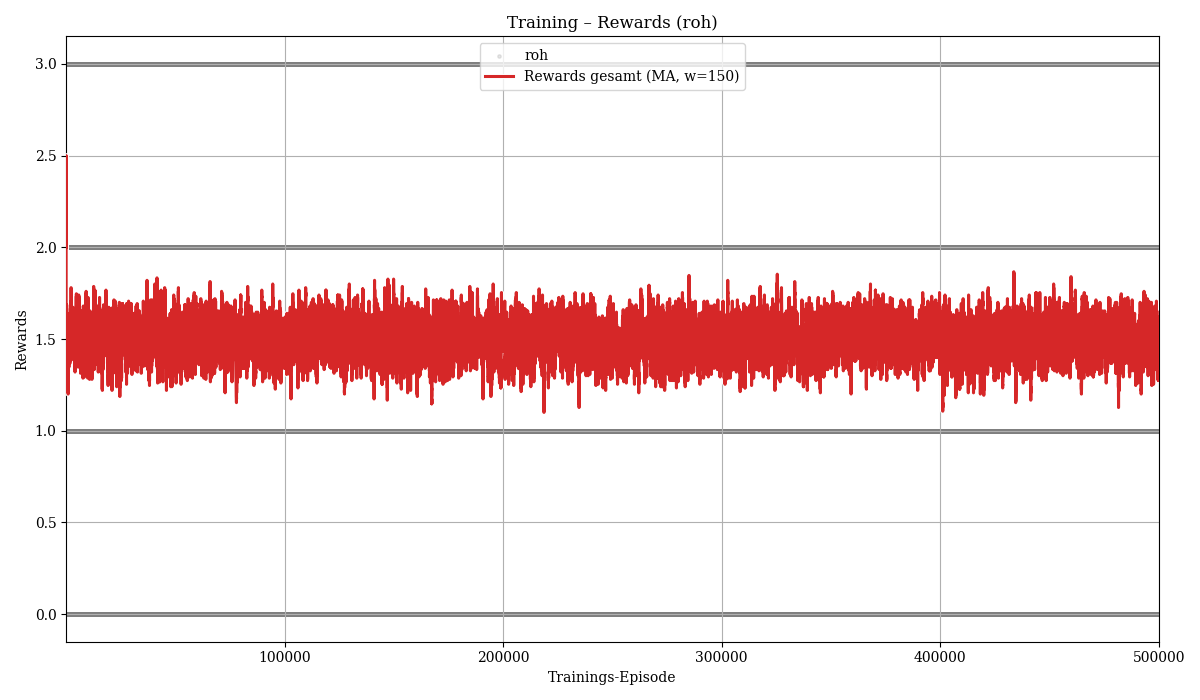 Training – Rewards (roh)
roh
Rewards gesamt (MA, w=150)
Rewards
3.0
2.5
2.0
1.5
1.0
0.5
0.0
100000
200000
300000
400000
500000
Trainings-Episode